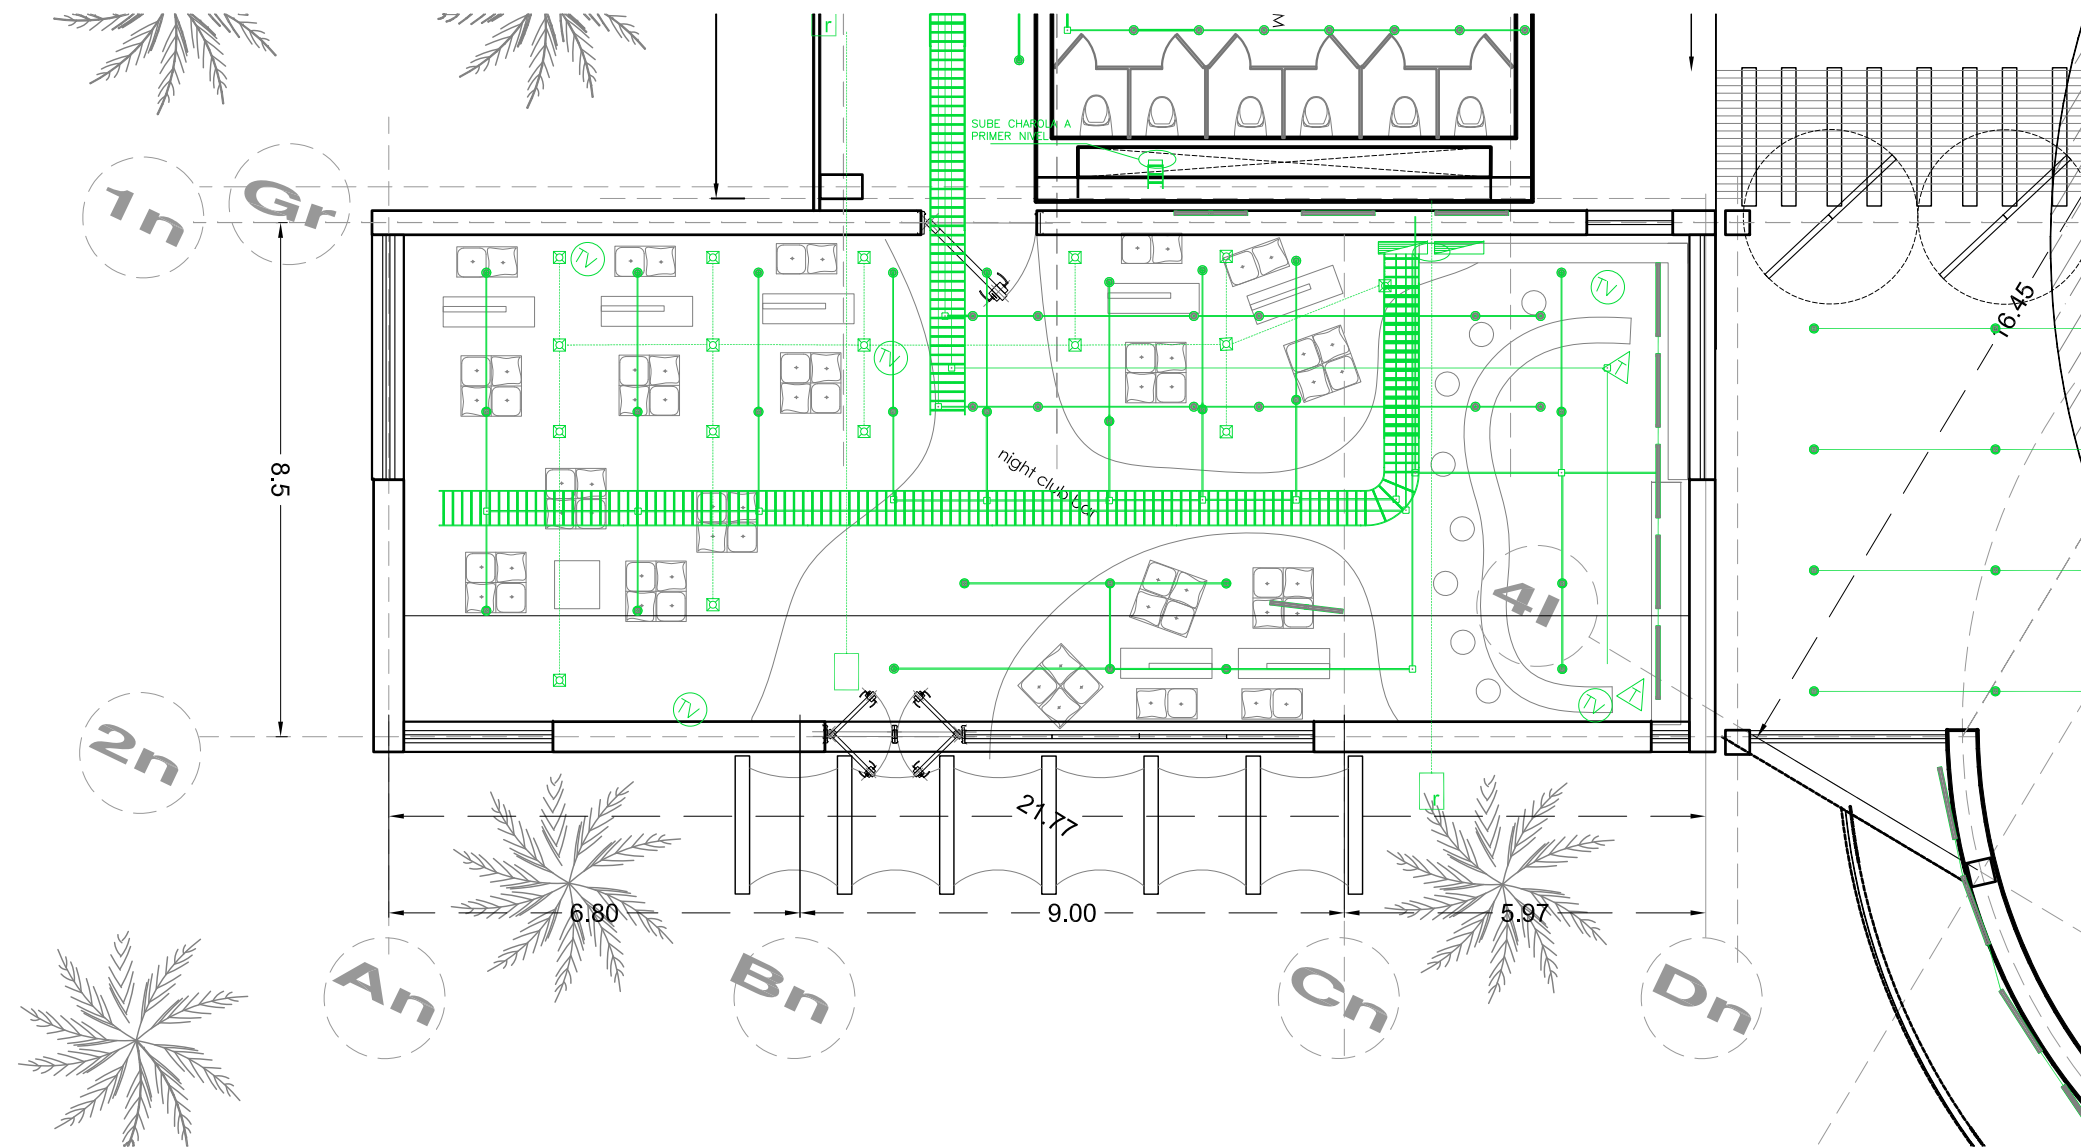 r
M
SUBE CHAROLA A
PRIMER NIVEL
1n
Gr
TV
TV
TV
16.45
T
8.5
night club bar
4I
TV
TV
T
2n
r
21.77
6.80
9.00
5.97
An
Bn
Cn
Dn